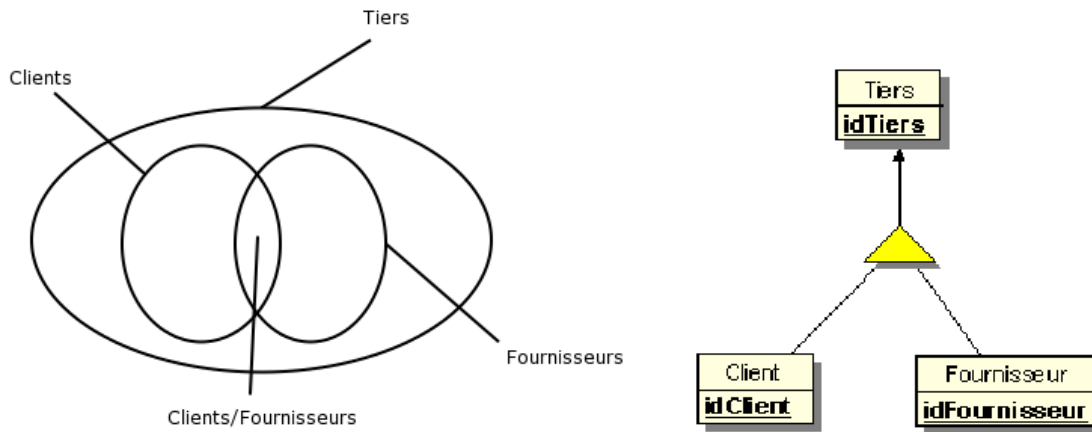 Tiers
Clients
Fournisseurs
Clients/Fournisseurs
Tiers
idTiers
Client
idClient
Fournisseur
idFournisseur